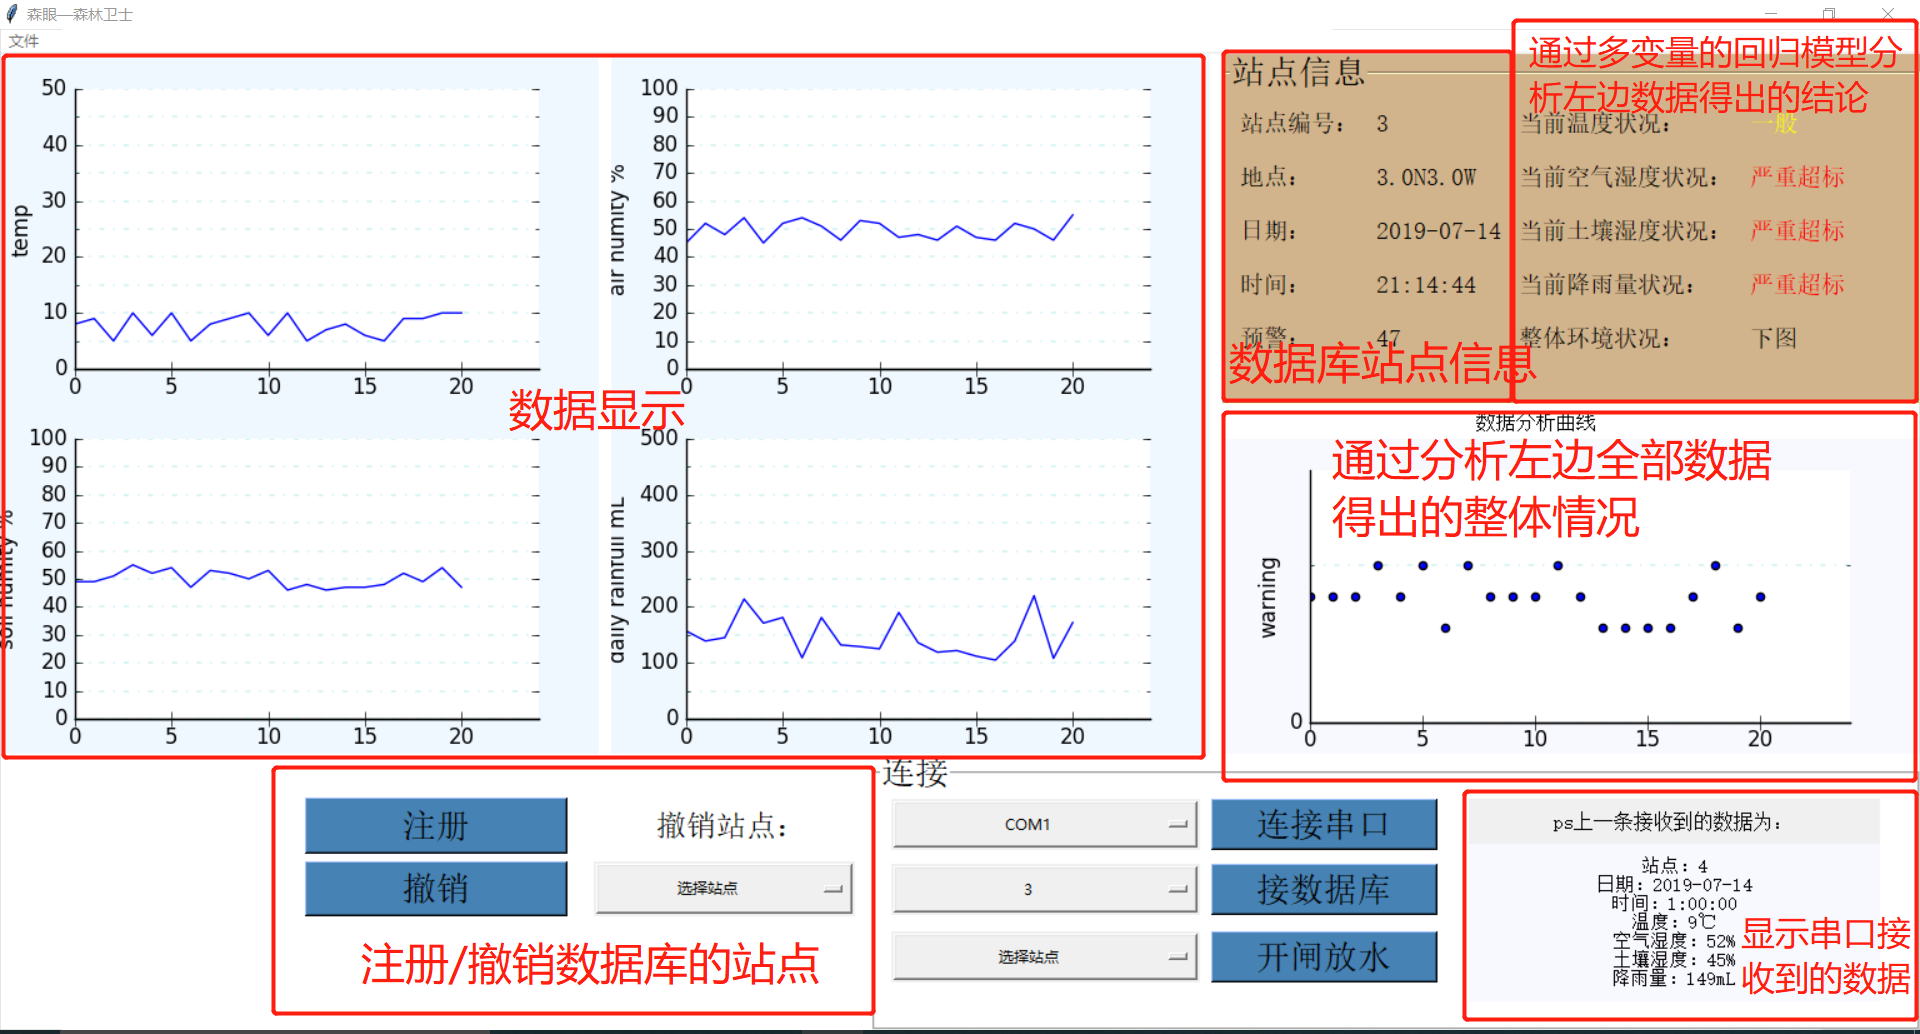 森眼—森林卫士
文件
50
40
30
20
10
0
temp
0 5 10 15 20
100
90
80
70
60
50
40
30
20
10
0
air humity %
0 5 10 15 20
数据显示
100
90
80
70
60
50
40
30
20
10
0
soil humity %
0 5 10 15 20
500
400
300
200
100
0
daily rainfull mL
0 5 10 15 20
站点信息
站点编号： 3
地点： 3.0N3.0W
日期： 2019-07-14
时间： 21:14:44
预警： 47
数据库站点信息
通过多变量的回归模型分
析左边数据得出的结论
当前温度状况： 一般
当前空气湿度状况： 严重超标
当前土壤湿度状况： 严重超标
当前降雨量状况： 严重超标
整体环境状况： 下图
数据分析曲线
通过分析左边全部数据
得出的整体情况
warning
0
0 5 10 15 20
注册
撤销站点：
撤销
选择站点
注册/撤销数据库的站点
连接
COM1
连接串口
3
接数据库
选择站点
开闸放水
ps上一条接收到的数据为：
站点：4
日期：2019-07-14
时间：1:00:00
温度：9℃
空气湿度：52%
土壤湿度：45%
降雨量：149mL
显示串口接
收到的数据